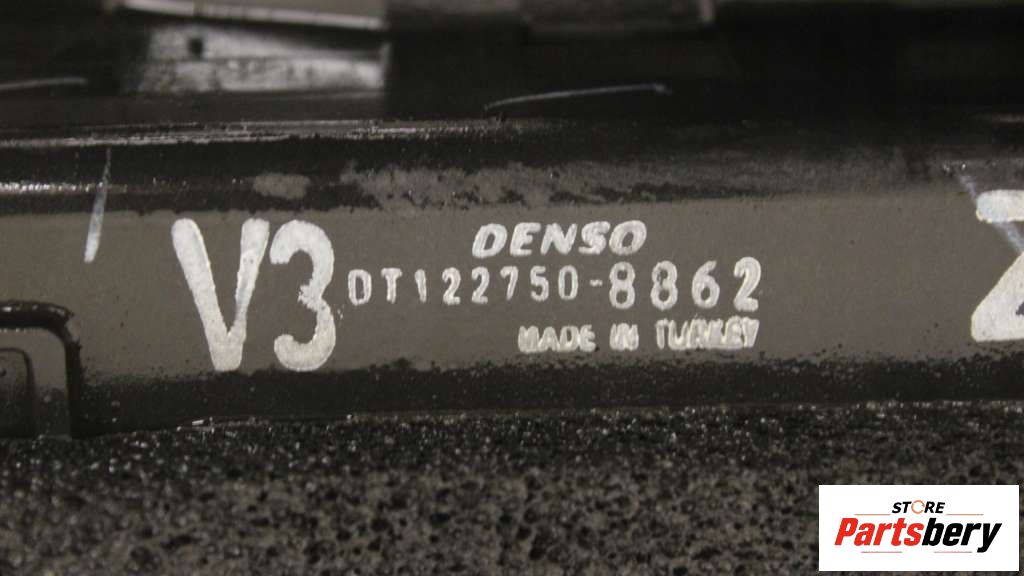 V3
DENSO
DT122750-8862
MADE IN TURKEY
STORE
Partsbery